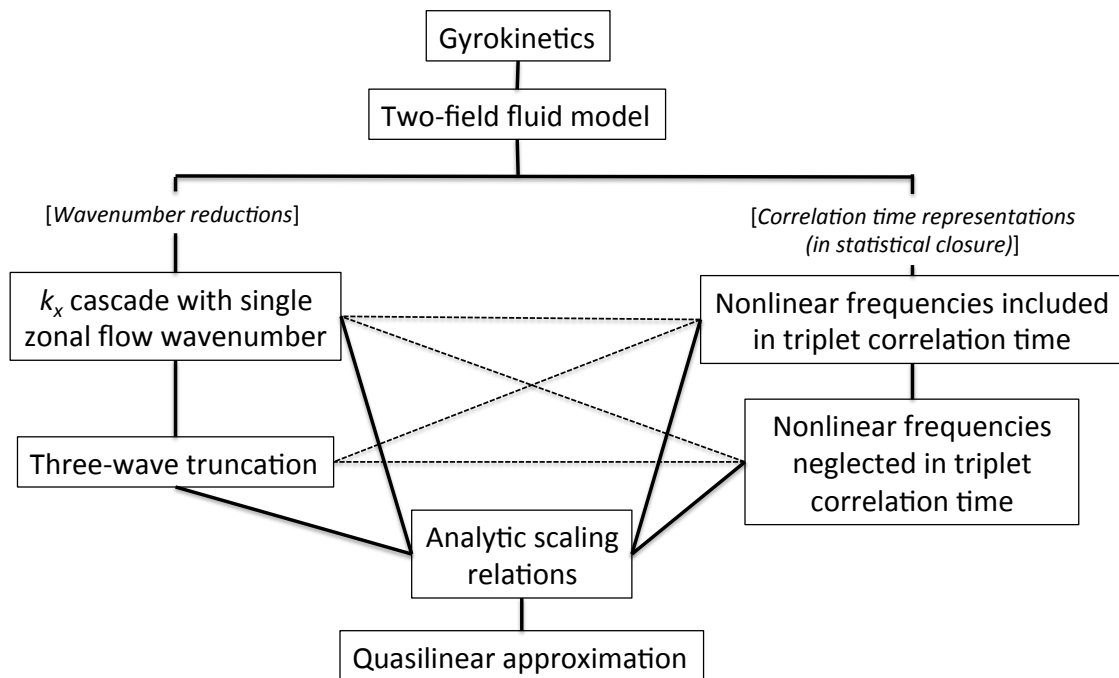 Gyrokinetics
Two-field fluid model
[Wavenumber reductions]
[Correlation time representations
(in statistical closure)]
kx cascade with single
zonal flow wavenumber
Nonlinear frequencies included
in triplet correlation time
Three-wave truncation
Nonlinear frequencies
neglected in triplet
correlation time
Analytic scaling
relations
Quasilinear approximation